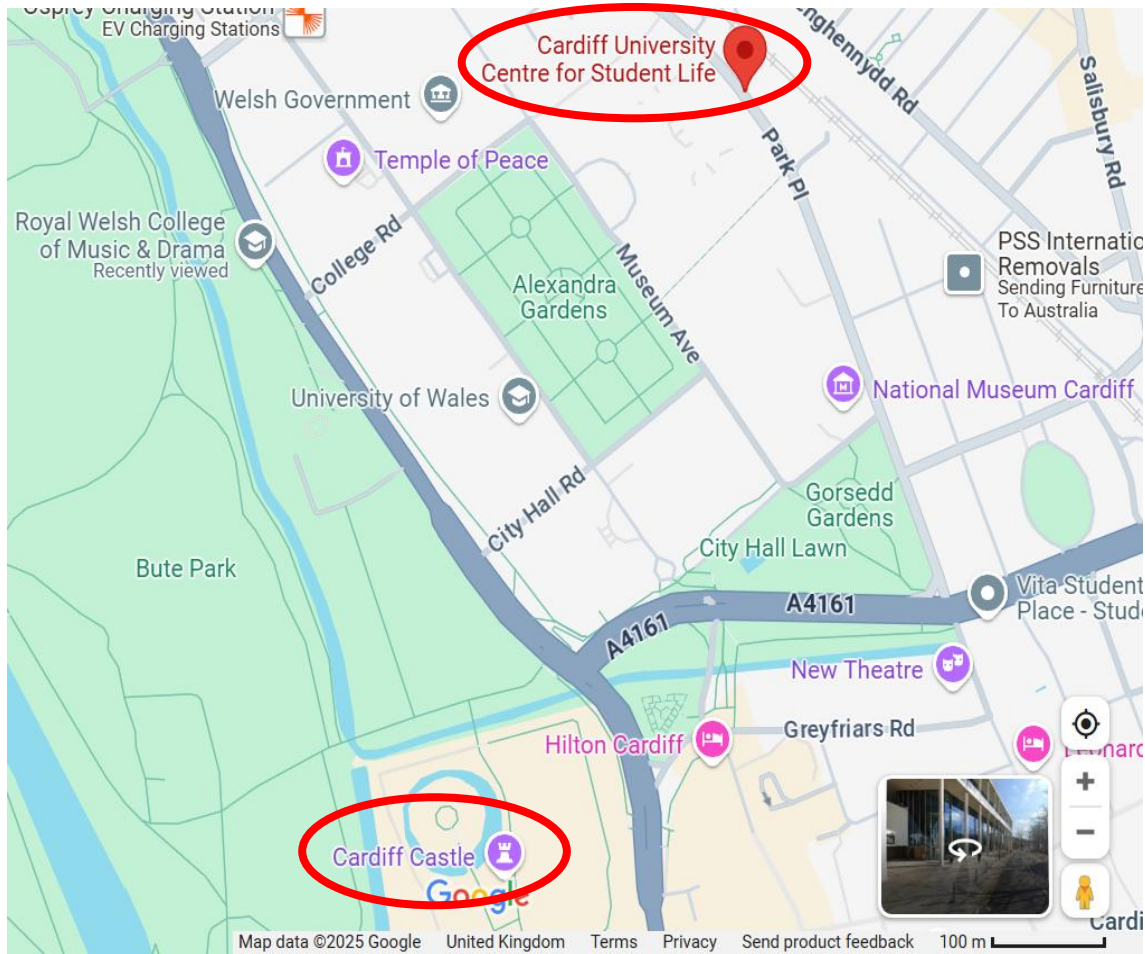 Osprey Charging Station
EV Charging Stations
Cardiff University
Centre for Student Life
Welsh Government
Temple of Peace
Royal Welsh College
of Music & Drama
Recently viewed
College Rd
Alexandra
Gardens
Museum Ave
Park Pl
Salisbury Rd
PSS
Removals
Sending Furniture
To Australia
University of Wales
National Museum Cardiff
City Hall Rd
Gorsedd
Gardens
City Hall Lawn
Bute Park
A4161
A4161
Vita Student
Place -
New Theatre
Hilton Cardiff
Greyfriars Rd
Cardiff Castle
Google
Map data ©2025 Google United Kingdom Terms Privacy Send product feedback 100 m